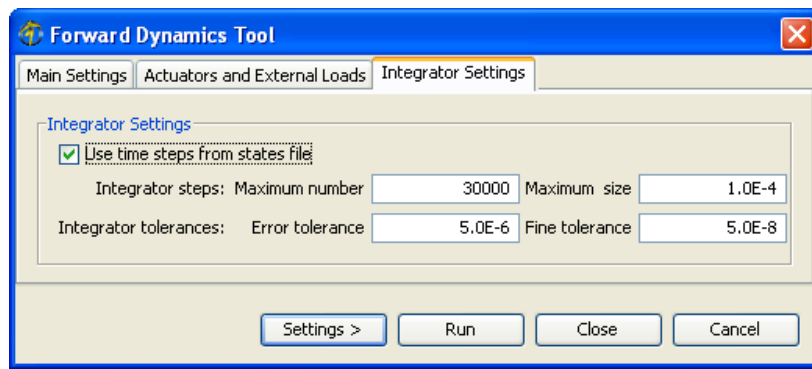 Forward Dynamics Tool
Main Settings Actuators and External Loads Integrator Settings
Integrator Settings
Use time steps from states file
Integrator steps: Maximum number 30000 Maximum size 1.0E-4
Integrator tolerances: Error tolerance 5.0E-6 Fine tolerance 5.0E-8
Settings > Run Close Cancel